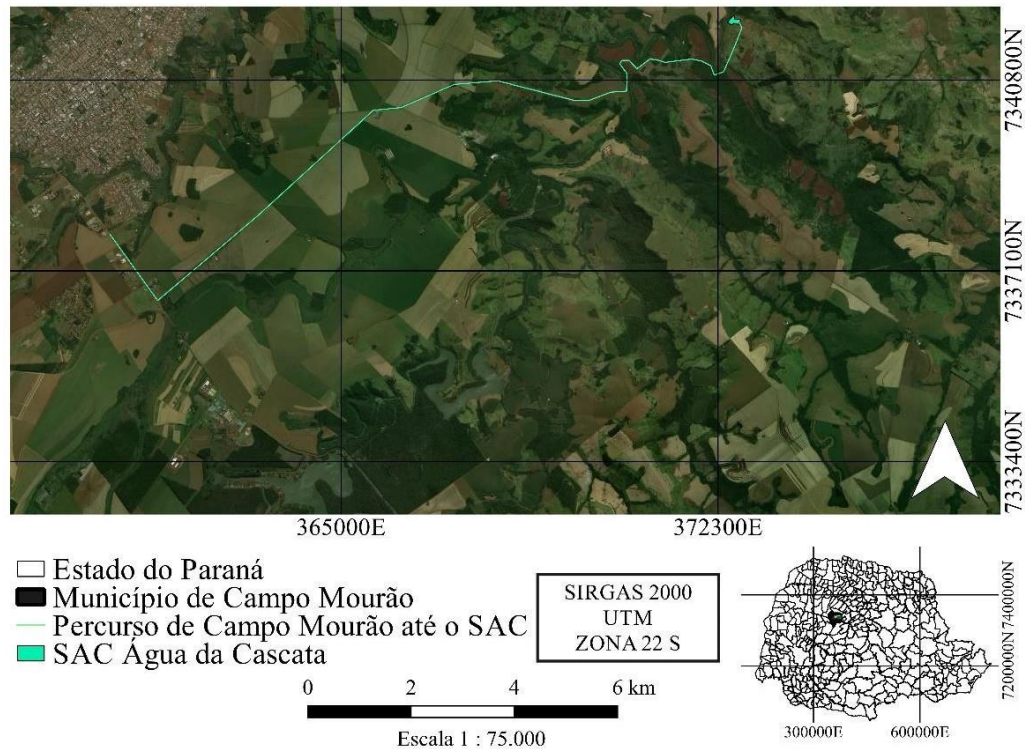 7340800N
7337100N
7333400N
365000E
372300E
Estado do Paraná
Município de Campo Mourão
Percurso de Campo Mourão até o SAC
SAC Água da Cascata
SIRGAS 2000
UTM
ZONA 22 S
0 2 4 6 km
Escala 1 : 75.000
7400000N
7200000N
300000E
600000E